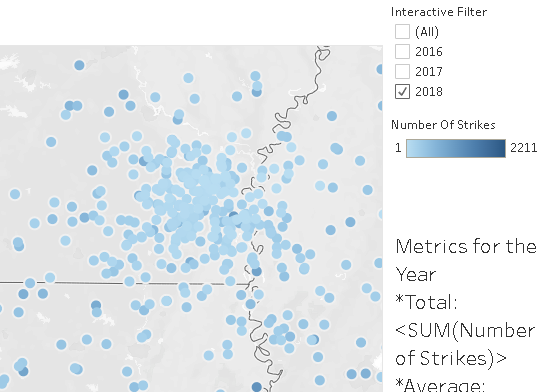 Interactive Filter
(All)
2016
2017
2018
Number Of Strikes
1 2211
Metrics for the
Year
*Total:
<SUM(Number
of Strikes)>
*Average: